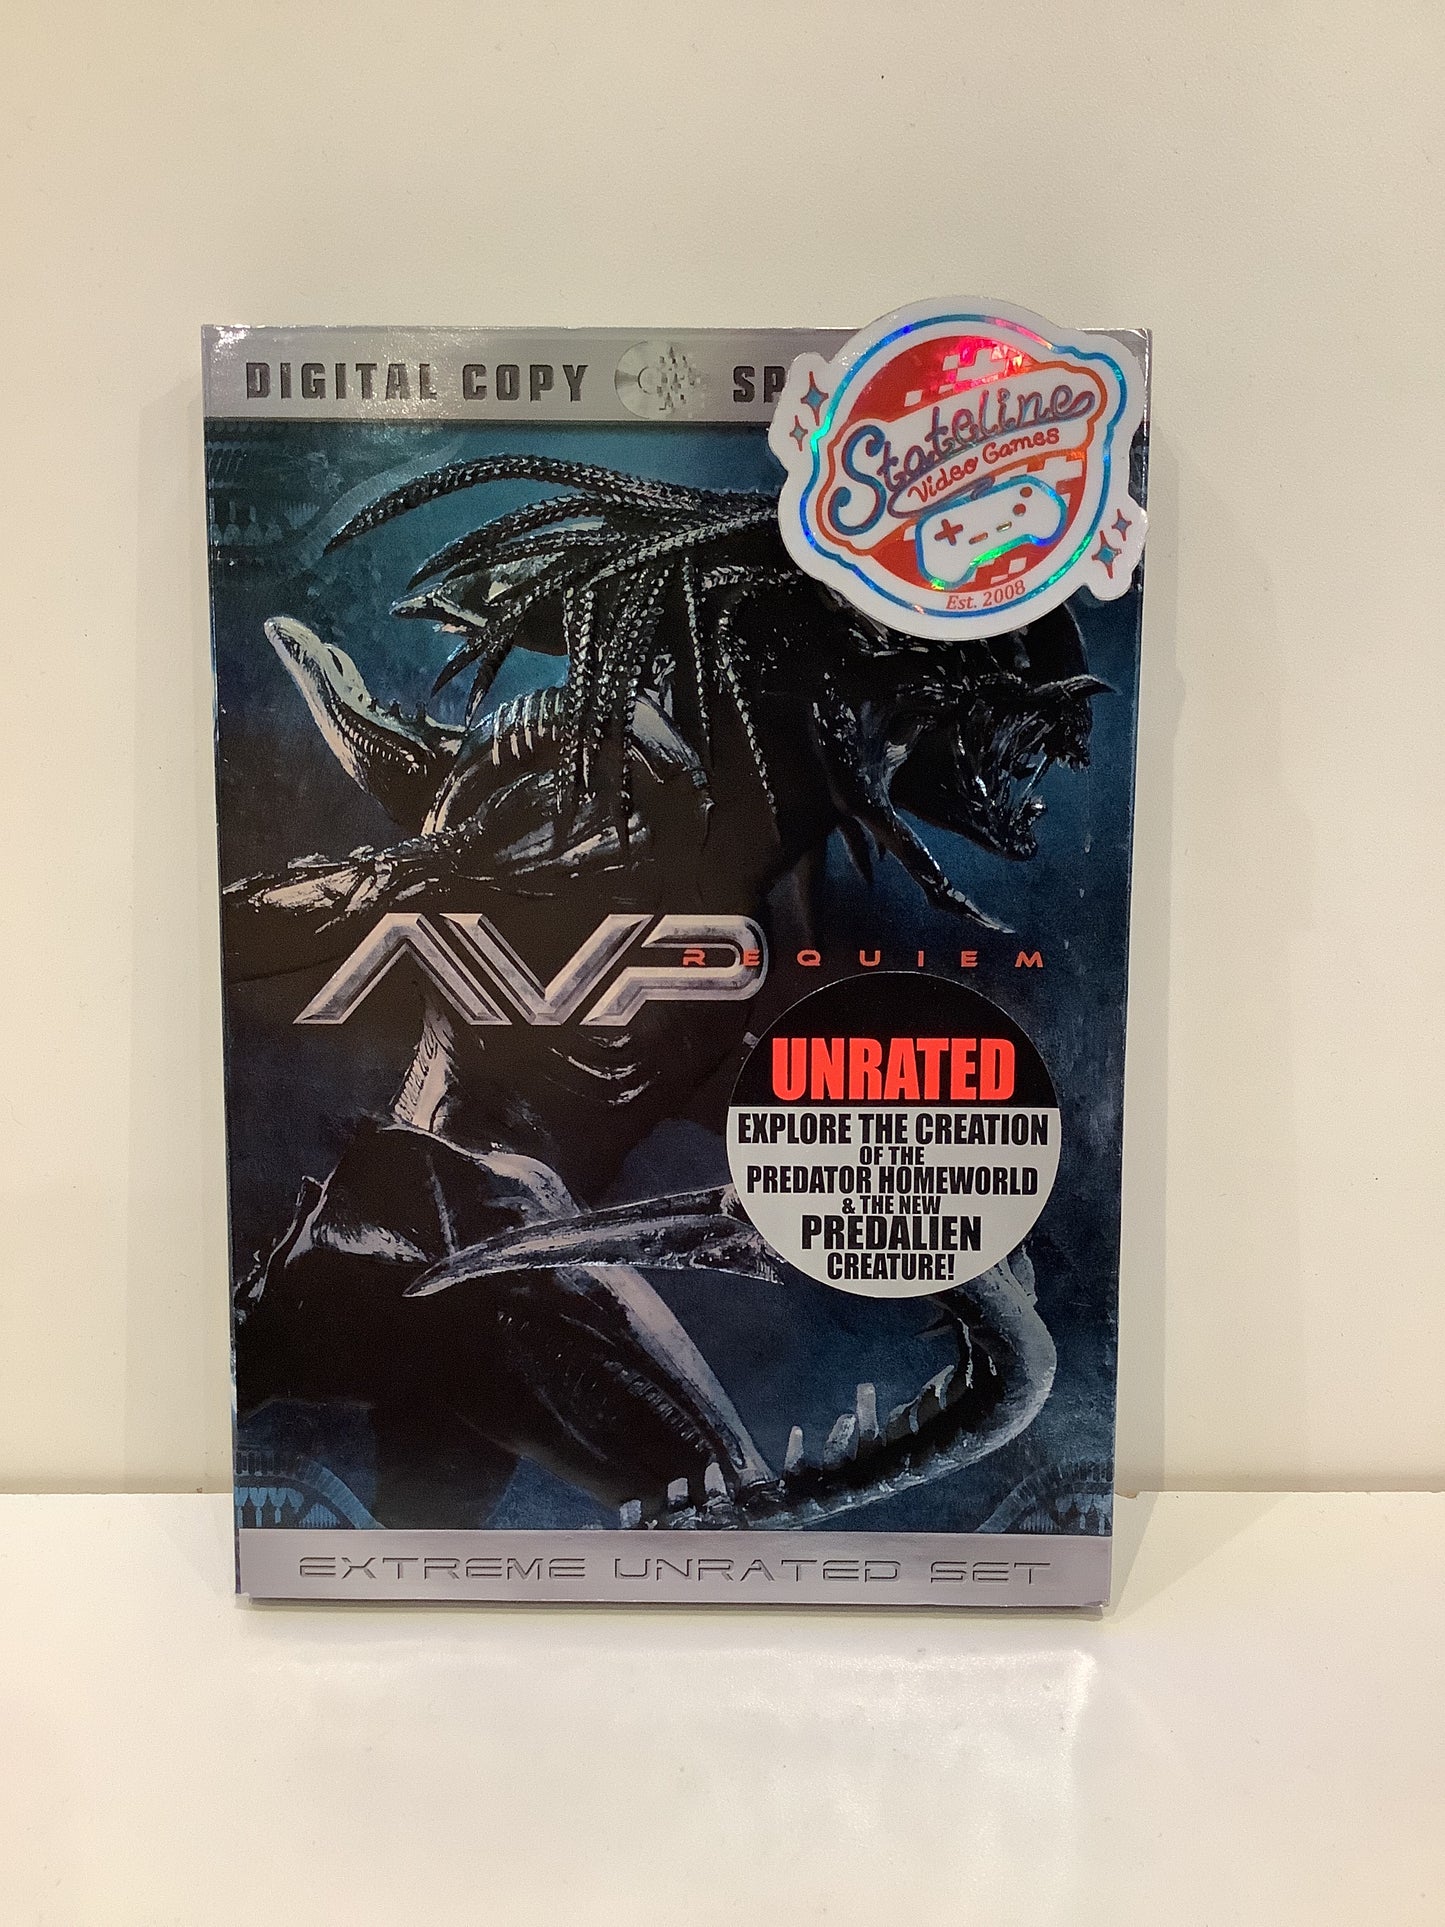 DIGITAL COPY SP
Stateline
Video Games
Est. 2008
AVP
REQUIEM
UNRATED
EXPLORE THE CREATION
OF THE
PREDATOR HOMEWORLD
& THE NEW
PREDALIEN
CREATURE!
EXTREME UNRATED SET